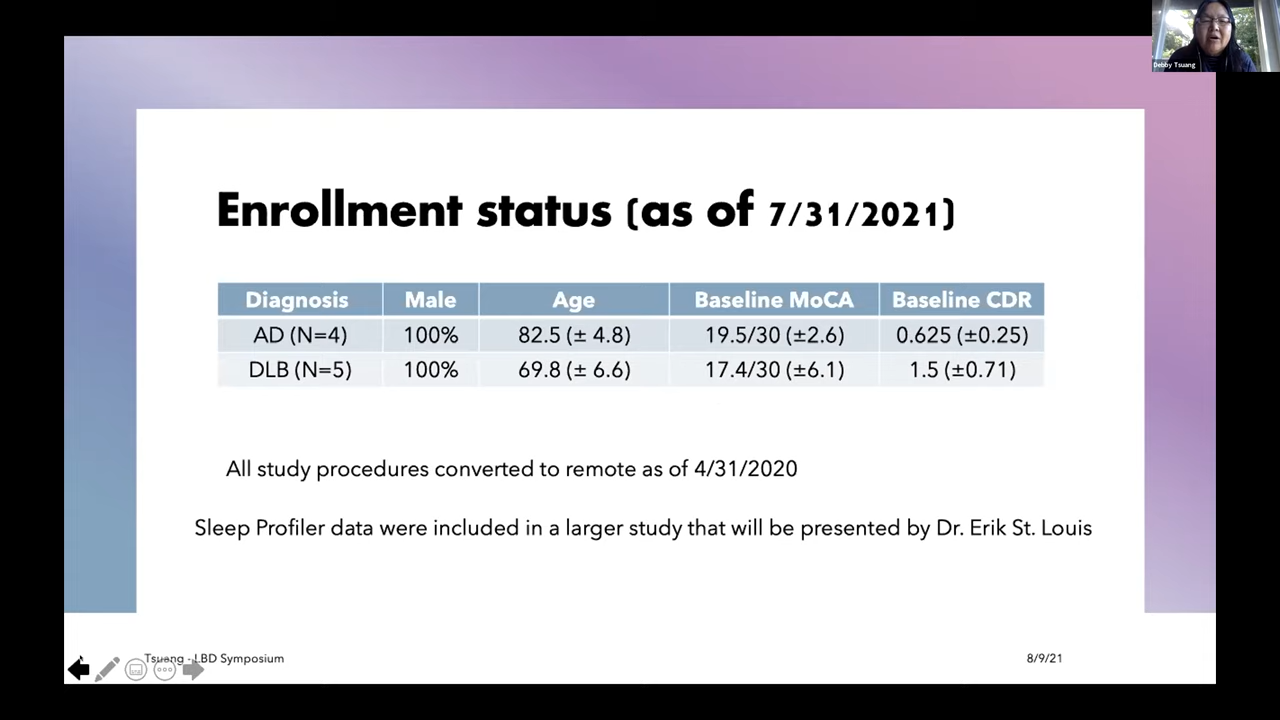 Debby Tsuang
Enrollment status (as of 7/31/2021)
Diagnosis Male Age Baseline MoCA Baseline CDR
AD (N=4) 100% 82.5 (± 4.8) 19.5/30 (±2.6) 0.625 (±0.25)
DLB (N=5) 100% 69.8 (± 6.6) 17.4/30 (±6.1) 1.5 (±0.71)
All study procedures converted to remote as of 4/31/2020
Sleep Profiler data were included in a larger study that will be presented by Dr. Erik St. Louis
Tsuang - LBD Symposium 8/9/21